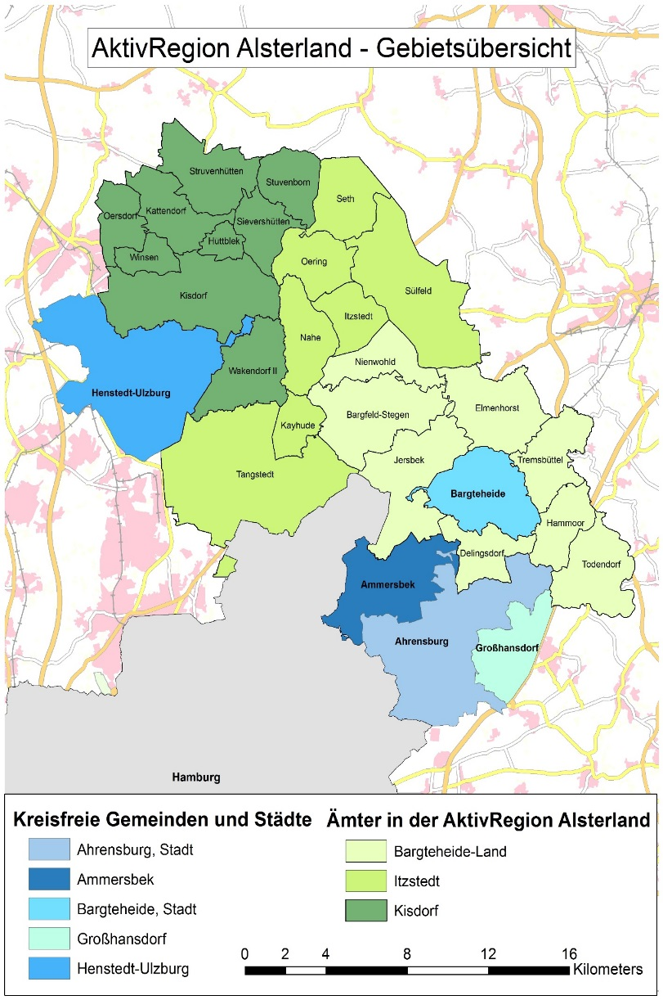 AktivRegion Alsterland - Gebietsübersicht
Struvenhütten
Stuvenborn
Seth
Oersdorf
Kattendorf
Sievershütten
Hüttblek
Winsen
Oering
Sülfeld
Kisdorf
Itzstedt
Nahe
Nienwohld
Wakendorf II
Henstedt-Ulzburg
Elmenhorst
Bargfeld-Stegen
Kayhude
Jersbek
Tremsbüttel
Tangstedt
Bargteheide
Hammoor
Delingsdorf
Todendorf
Ammersbek
Ahrensburg
Großhansdorf
Hamburg
Kreisfreie Gemeinden und Städte
Ahrensburg, Stadt
Ammersbek
Bargteheide, Stadt
Großhansdorf
Henstedt-Ulzburg
Ämter in der AktivRegion Alsterland
Bargteheide-Land
Itzstedt
Kisdorf
0 2 4 8 12 16
Kilometers